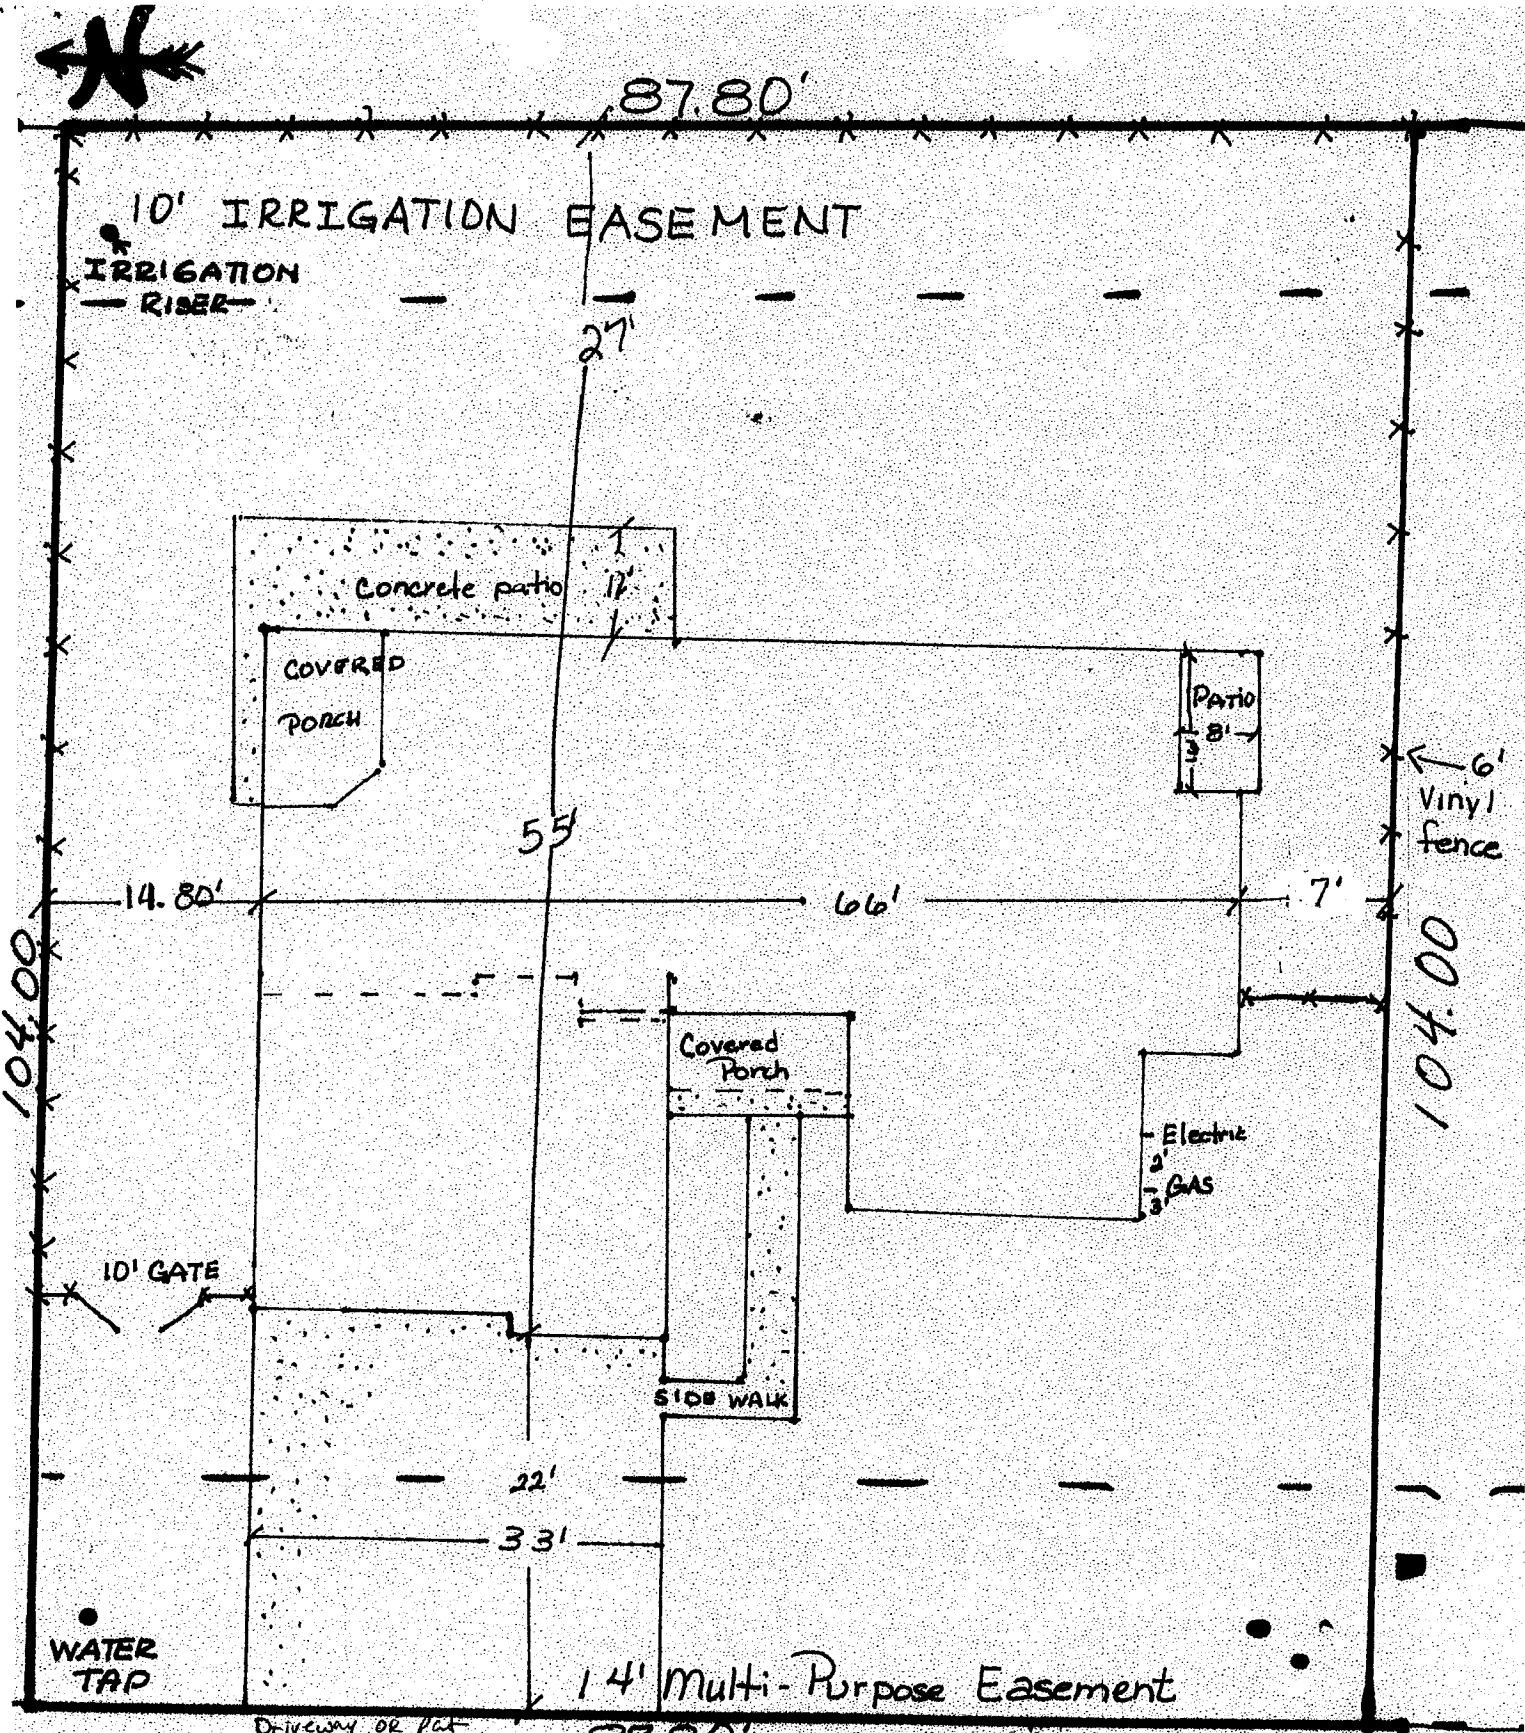 N
87.80'
10' IRRIGATION EASEMENT
IRRIGATION
RISER
27'
Concrete patio 12'
COVERED
PORCH
PATIO
8'
6'
Vinyl
fence
55'
14.80'
66'
7'
104.00
104.00
Covered
Porch
Electric
2'
GAS
3'
10' GATE
SIDE WALK
22'
33'
WATER
TAP
14' Multi-Purpose Easement
Driveway OR